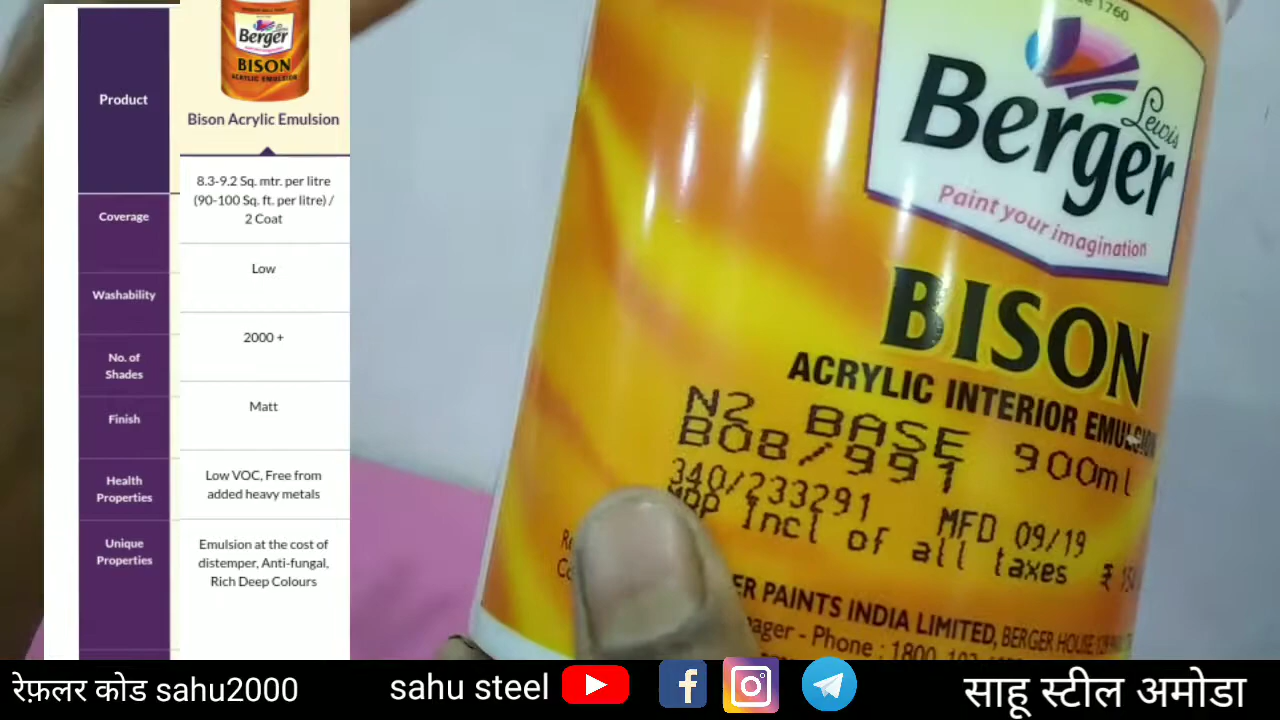 Berger
BISON
ACRYLIC EMULSION
Product
Bison Acrylic Emulsion
Coverage
8.3-9.2 Sq. mtr. per litre
(90-100 Sq. ft. per litre) /
2 Coat
Washability
Low
No. of
Shades
2000 +
Finish
Matt
Health
Properties
Low VOC, Free from
added heavy metals
Unique
Properties
Emulsion at the cost of
distemper, Anti-fungal,
Rich Deep Colours
1760
Lewis
Berger
Paint your imagination
BISON
ACRYLIC INTERIOR EMULSION
N2 BASE 900ml
B08/991
340/233291 MFD 09/19
MRP Incl of all taxes ₹
PAINTS INDIA LIMITED, BERGER HOUSE
Phone : 1800
रेफ़लर कोड sahu2000
sahu steel
साहू स्टील अमोडा